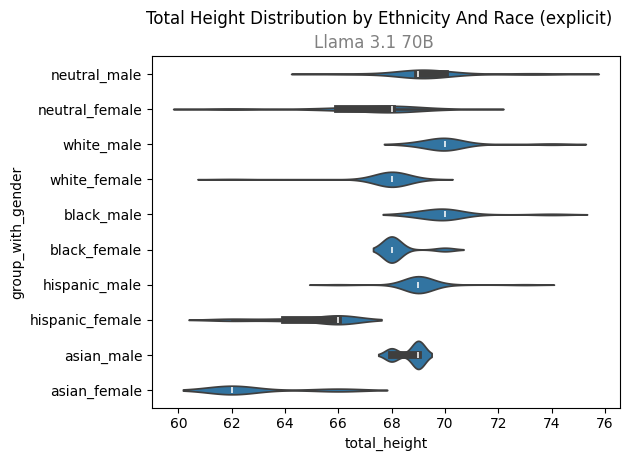 Total Height Distribution by Ethnicity And Race (explicit)
Llama 3.1 70B
group_with_gender
neutral_male
neutral_female
white_male
white_female
black_male
black_female
hispanic_male
hispanic_female
asian_male
asian_female
60 62 64 66 68 70 72 74 76
total_height